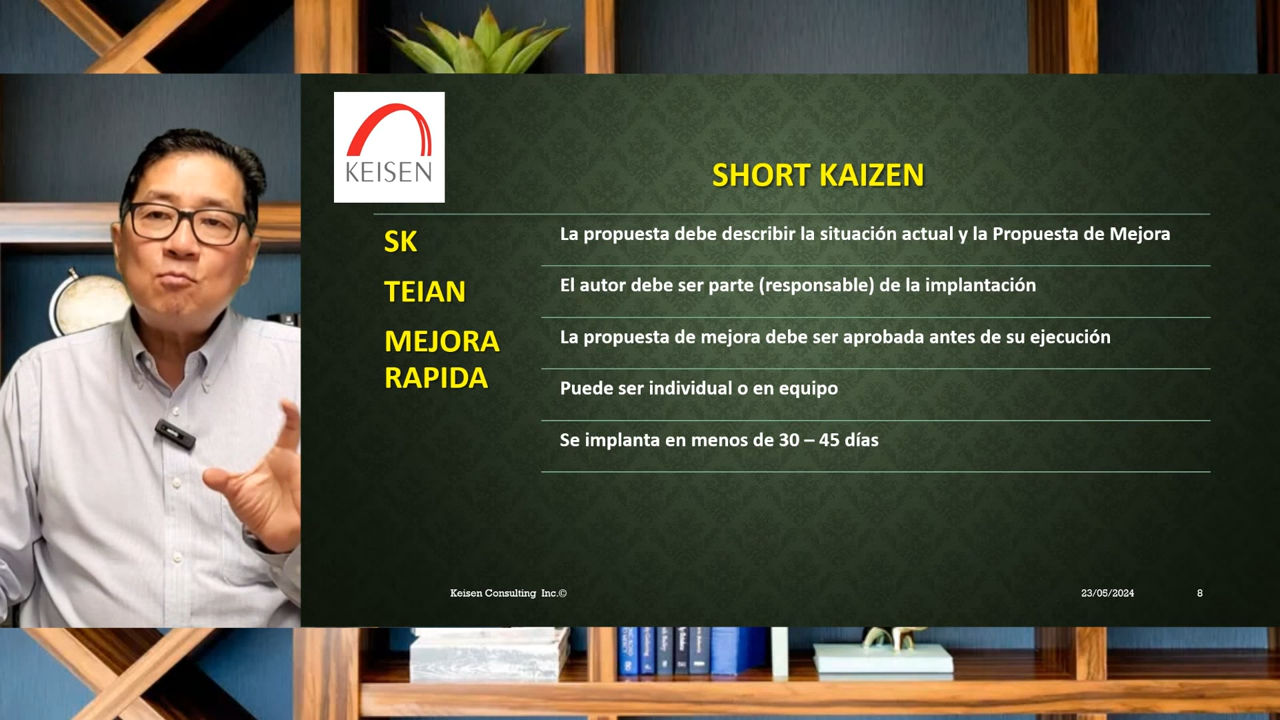 KEISEN
SHORT KAIZEN
SK
TEIAN
MEJORA
RAPIDA
La propuesta debe describir la situación actual y la Propuesta de Mejora
El autor debe ser parte (responsable) de la implantación
La propuesta de mejora debe ser aprobada antes de su ejecución
Puede ser individual o en equipo
Se implanta en menos de 30 – 45 días
Keisen Consulting Inc.©
23/05/2024
8